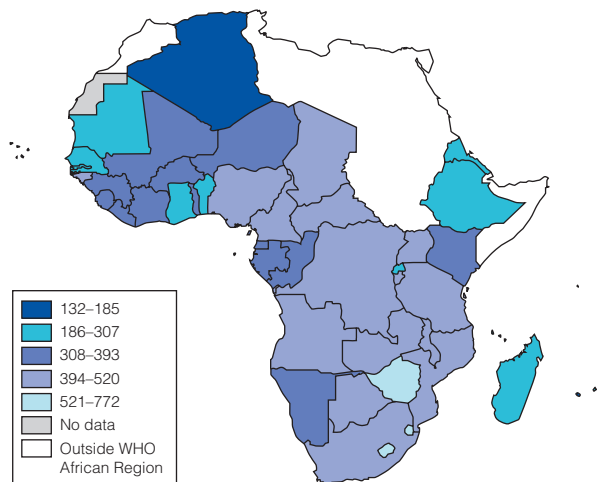 132–185
186–307
308–393
394–520
521–772
No data
Outside WHO
African Region